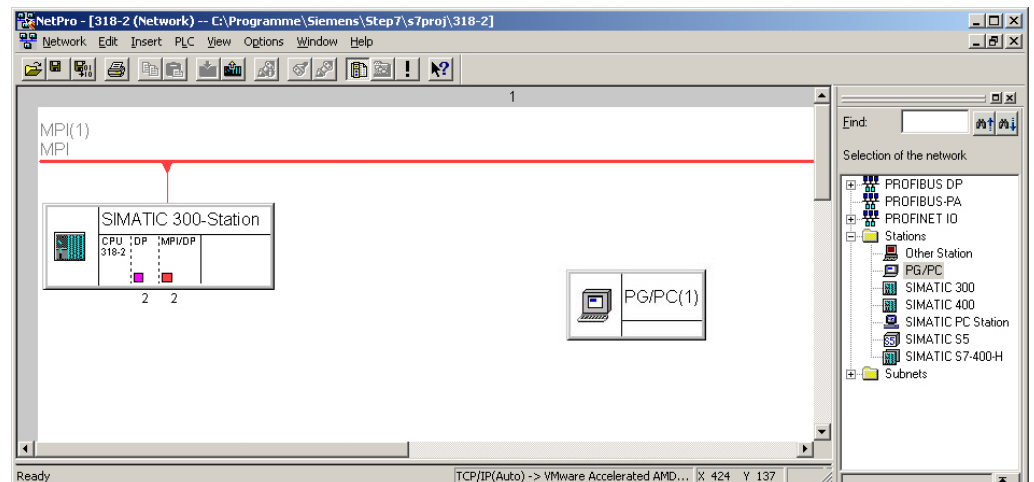 NetPro - [318-2 (Network) -- C:\Programme\Siemens\Step7\s7proj\318-2]
Network Edit Insert PLC View Options Window Help
1
MPI(1)
MPI
SIMATIC 300-Station
CPU DP MPI/DP
318-2
2 2
PG/PC(1)
Find:
Selection of the network
PROFIBUS DP
PROFIBUS-PA
PROFINET IO
Stations
Other Station
PG/PC
SIMATIC 300
SIMATIC 400
SIMATIC PC Station
SIMATIC S5
SIMATIC S7-400-H
Subnets
Ready
TCP/IP(Auto) -> VMware Accelerated AMD... X 424 Y 137